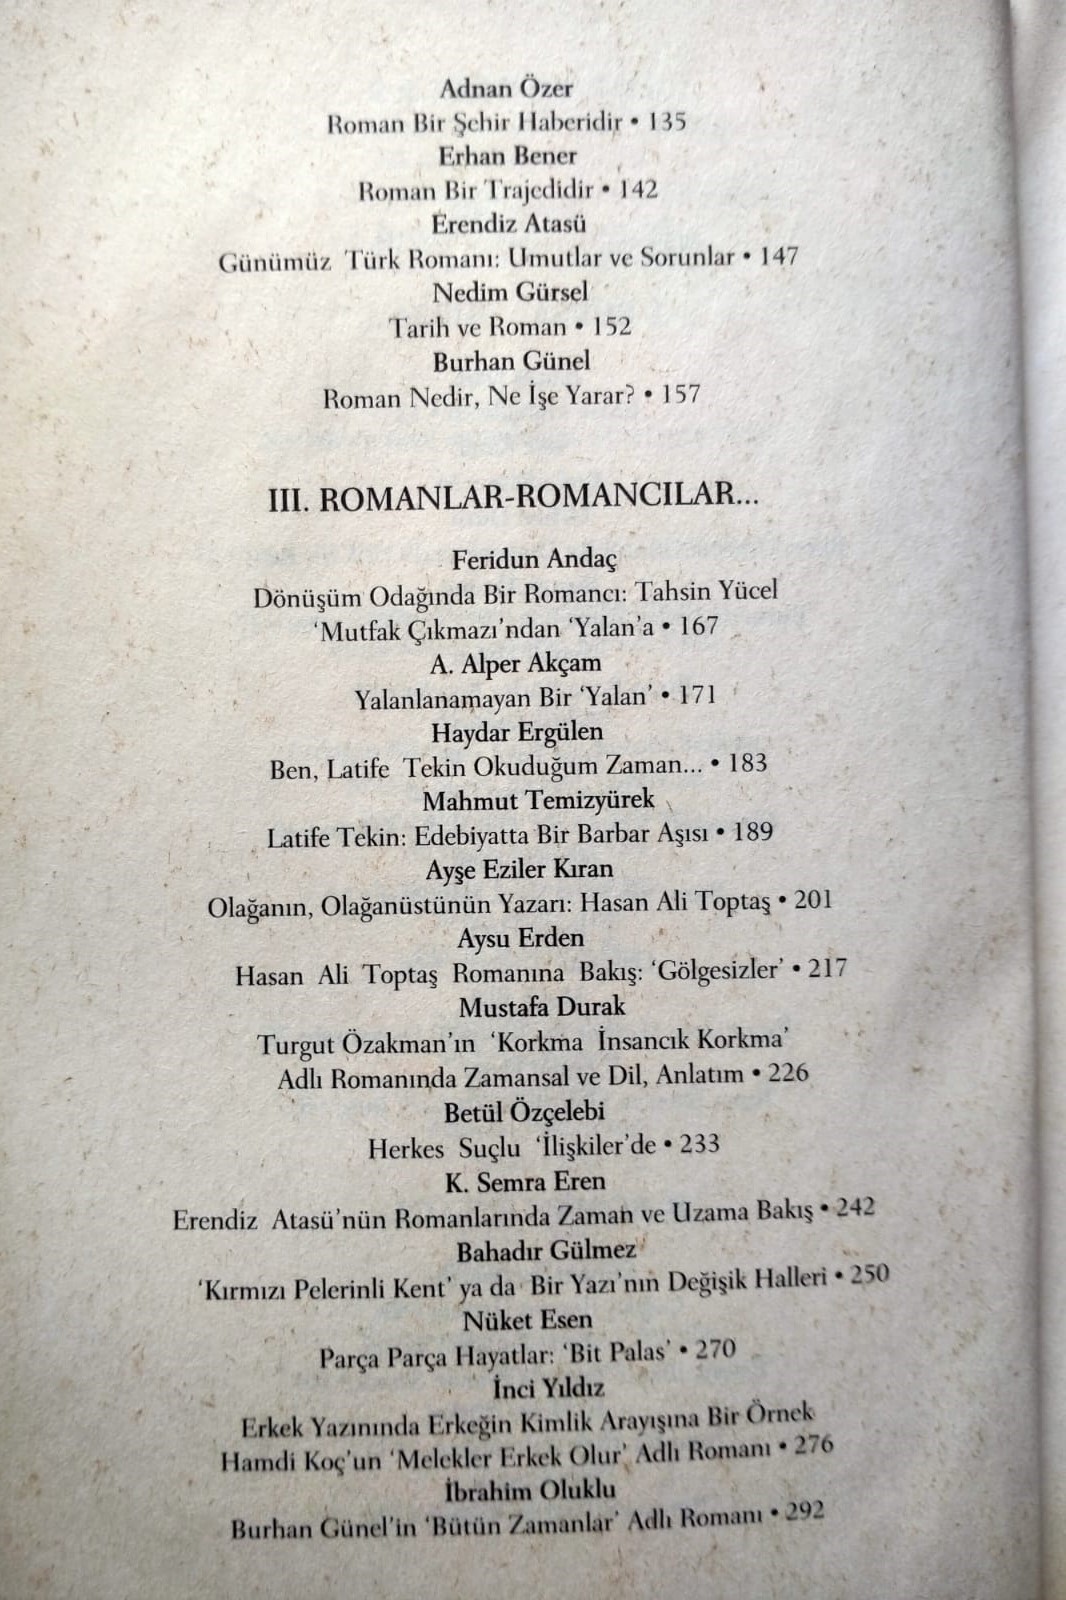 Adnan Özer
Roman Bir Şehir Haberidir • 135
Erhan Bener
Roman Bir Trajedidir • 142
Erendiz Atasü
Günümüz Türk Romanı: Umutlar ve Sorunlar • 147
Nedim Gürsel
Tarih ve Roman • 152
Burhan Günel
Roman Nedir, Ne İşe Yarar? • 157
III. ROMANLAR-ROMANCILAR...
Feridun Andaç
Dönüşüm Odağında Bir Romancı: Tahsin Yücel
‘Mutfak Çıkmazı’ndan ‘Yalan’a • 167
A. Alper Akçam
Yalanlanamayan Bir ‘Yalan’ • 171
Haydar Ergülen
Ben, Latife Tekin Okuduğum Zaman... • 183
Mahmut Temizyürek
Latife Tekin: Edebiyatta Bir Barbar Aşısı • 189
Ayşe Eziler Kıran
Olağanın, Olağanüstünün Yazarı: Hasan Ali Toptaş • 201
Aysu Erden
Hasan Ali Toptaş Romanına Bakış: ‘Gölgesizler’ • 217
Mustafa Durak
Turgut Özakman’ın ‘Korkma İnsancık Korkma’
Adlı Romanında Zamansal ve Dil, Anlatım • 226
Betül Özçelebi
Herkes Suçlu ‘İlişkiler’de • 233
K. Semra Eren
Erendiz Atasü’nün Romanlarında Zaman ve Uzama Bakış • 242
Bahadır Gülmez
‘Kırmızı Pelerinli Kent’ ya da Bir Yazı’nın Değişik Halleri • 250
Nüket Esen
Parça Parça Hayatlar: ‘Bit Palas’ • 270
İnci Yıldız
Erkek Yazınında Erkeğin Kimlik Arayışına Bir Örnek
Hamdi Koç’un ‘Melekler Erkek Olur’ Adlı Romanı • 276
İbrahim Oluklu
Burhan Günel’in ‘Bütün Zamanlar’ Adlı Romanı • 292